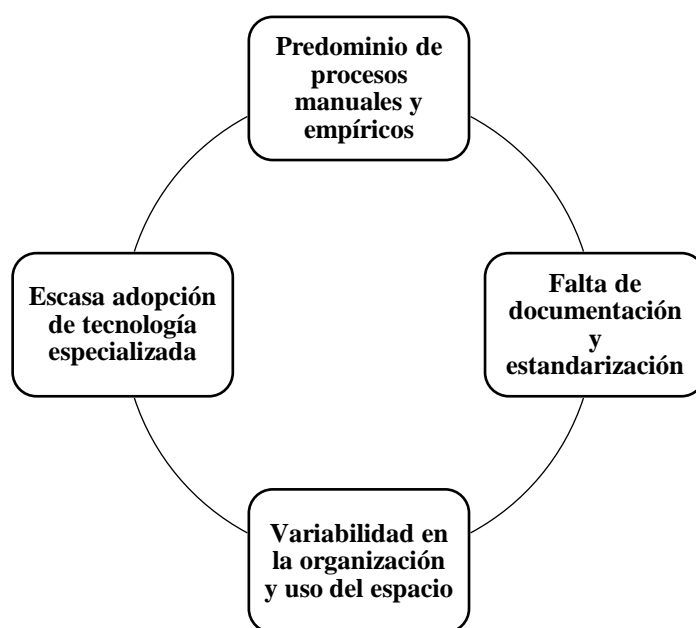 Predominio de
procesos
manuales y
empíricos
Escasa adopción
de tecnología
especializada
Falta de
documentación
y
estandarización
Variabilidad en
la organización
y uso del espacio